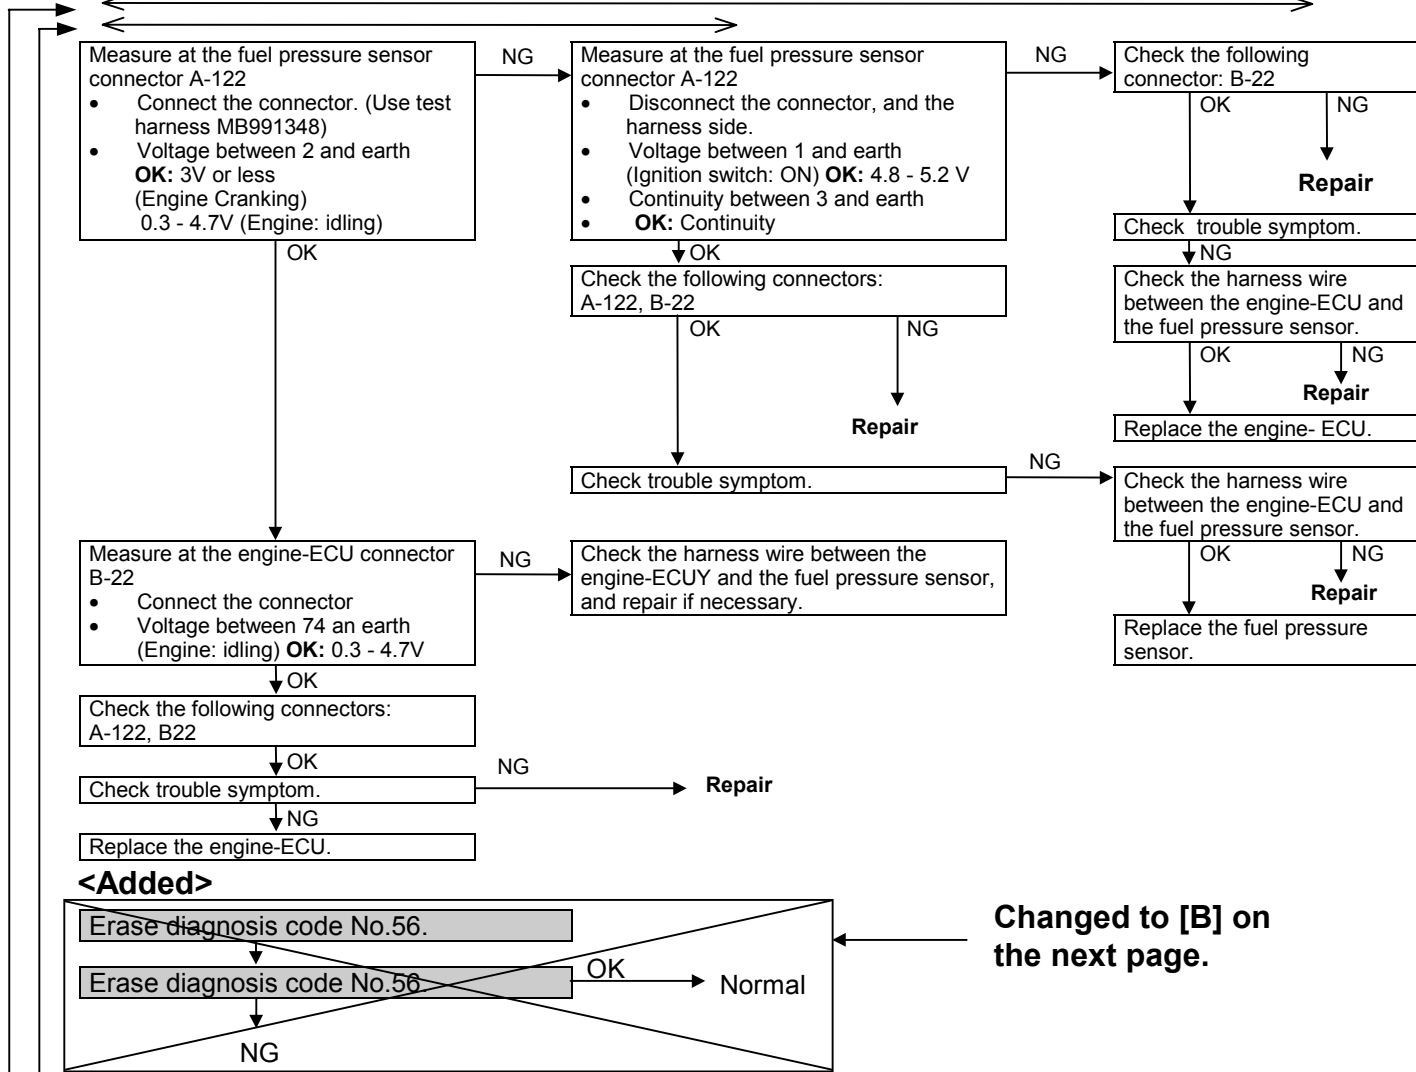 Measure at the fuel pressure sensor
connector A-122
• Connect the connector. (Use test
harness MB991348)
• Voltage between 2 and earth
OK: 3V or less
(Engine Cranking)
0.3 - 4.7V (Engine: idling)
NG
Measure at the fuel pressure sensor
connector A-122
• Disconnect the connector, and the
harness side.
• Voltage between 1 and earth
(Ignition switch: ON) OK: 4.8 - 5.2 V
• Continuity between 3 and earth
• OK: Continuity
NG
Check the following
connector: B-22
OK
NG
Repair
Check trouble symptom.
NG
Check the harness wire
between the engine-ECU and
the fuel pressure sensor.
OK
NG
Repair
Replace the engine- ECU.
OK
OK
Check the following connectors:
A-122, B-22
OK
NG
Repair
Check trouble symptom.
NG
Check the harness wire
between the engine-ECU and
the fuel pressure sensor.
OK
NG
Repair
Replace the fuel pressure
sensor.
Measure at the engine-ECU connector
B-22
• Connect the connector
• Voltage between 74 an earth
(Engine: idling) OK: 0.3 - 4.7V
NG
Check the harness wire between the
engine-ECUY and the fuel pressure sensor,
and repair if necessary.
OK
Check the following connectors:
A-122, B22
OK
Check trouble symptom.
NG
Repair
NG
Replace the engine-ECU.
<Added>
Erase diagnosis code No.56.
Erase diagnosis code No.56.
OK
Normal
NG
Changed to [B] on
the next page.